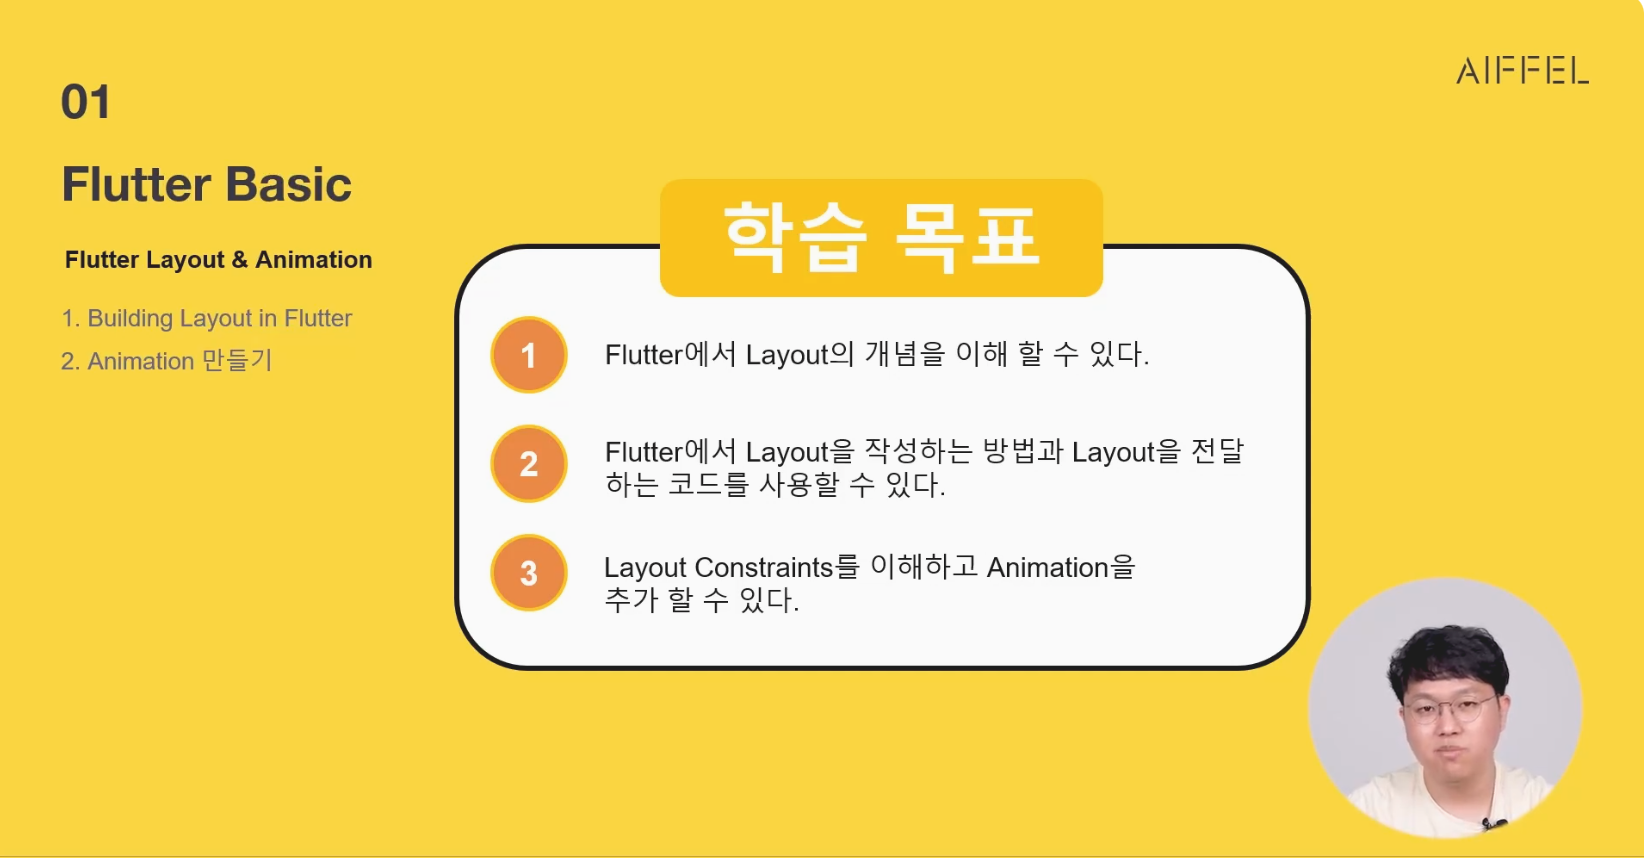 AIFFEL
01
Flutter Basic
Flutter Layout & Animation
1. Building Layout in Flutter
2. Animation 만들기
학습 목표
1
Flutter에서 Layout의 개념을 이해 할 수 있다.
2
Flutter에서 Layout을 작성하는 방법과 Layout을 전달
하는 코드를 사용할 수 있다.
3
Layout Constraints를 이해하고 Animation을
추가 할 수 있다.